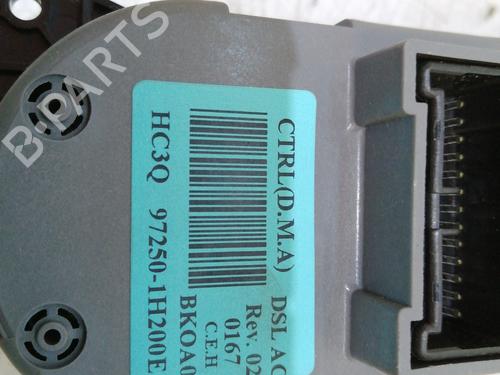 B-PARTS
CTRL(D.M.A) DSL AC
Rev. 02
0167
C.E.H
HC3Q 97250-1H200E BKOA0